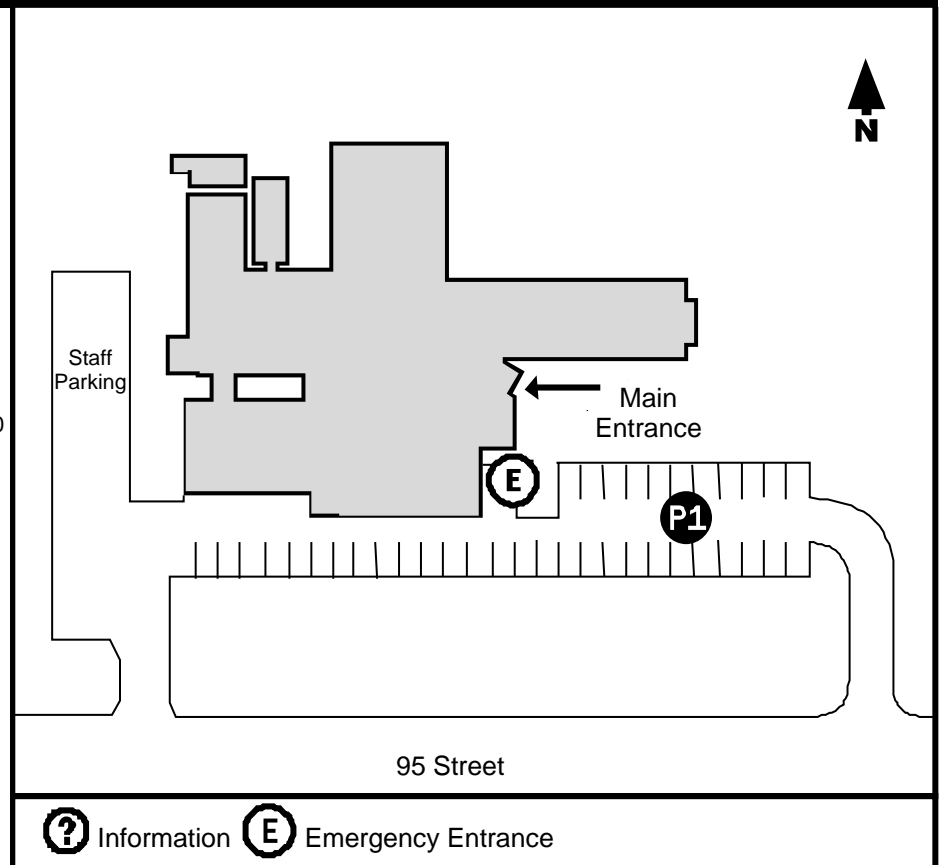 N
Staff
Parking
Main
Entrance
E
P1
95 Street
? Information E Emergency Entrance